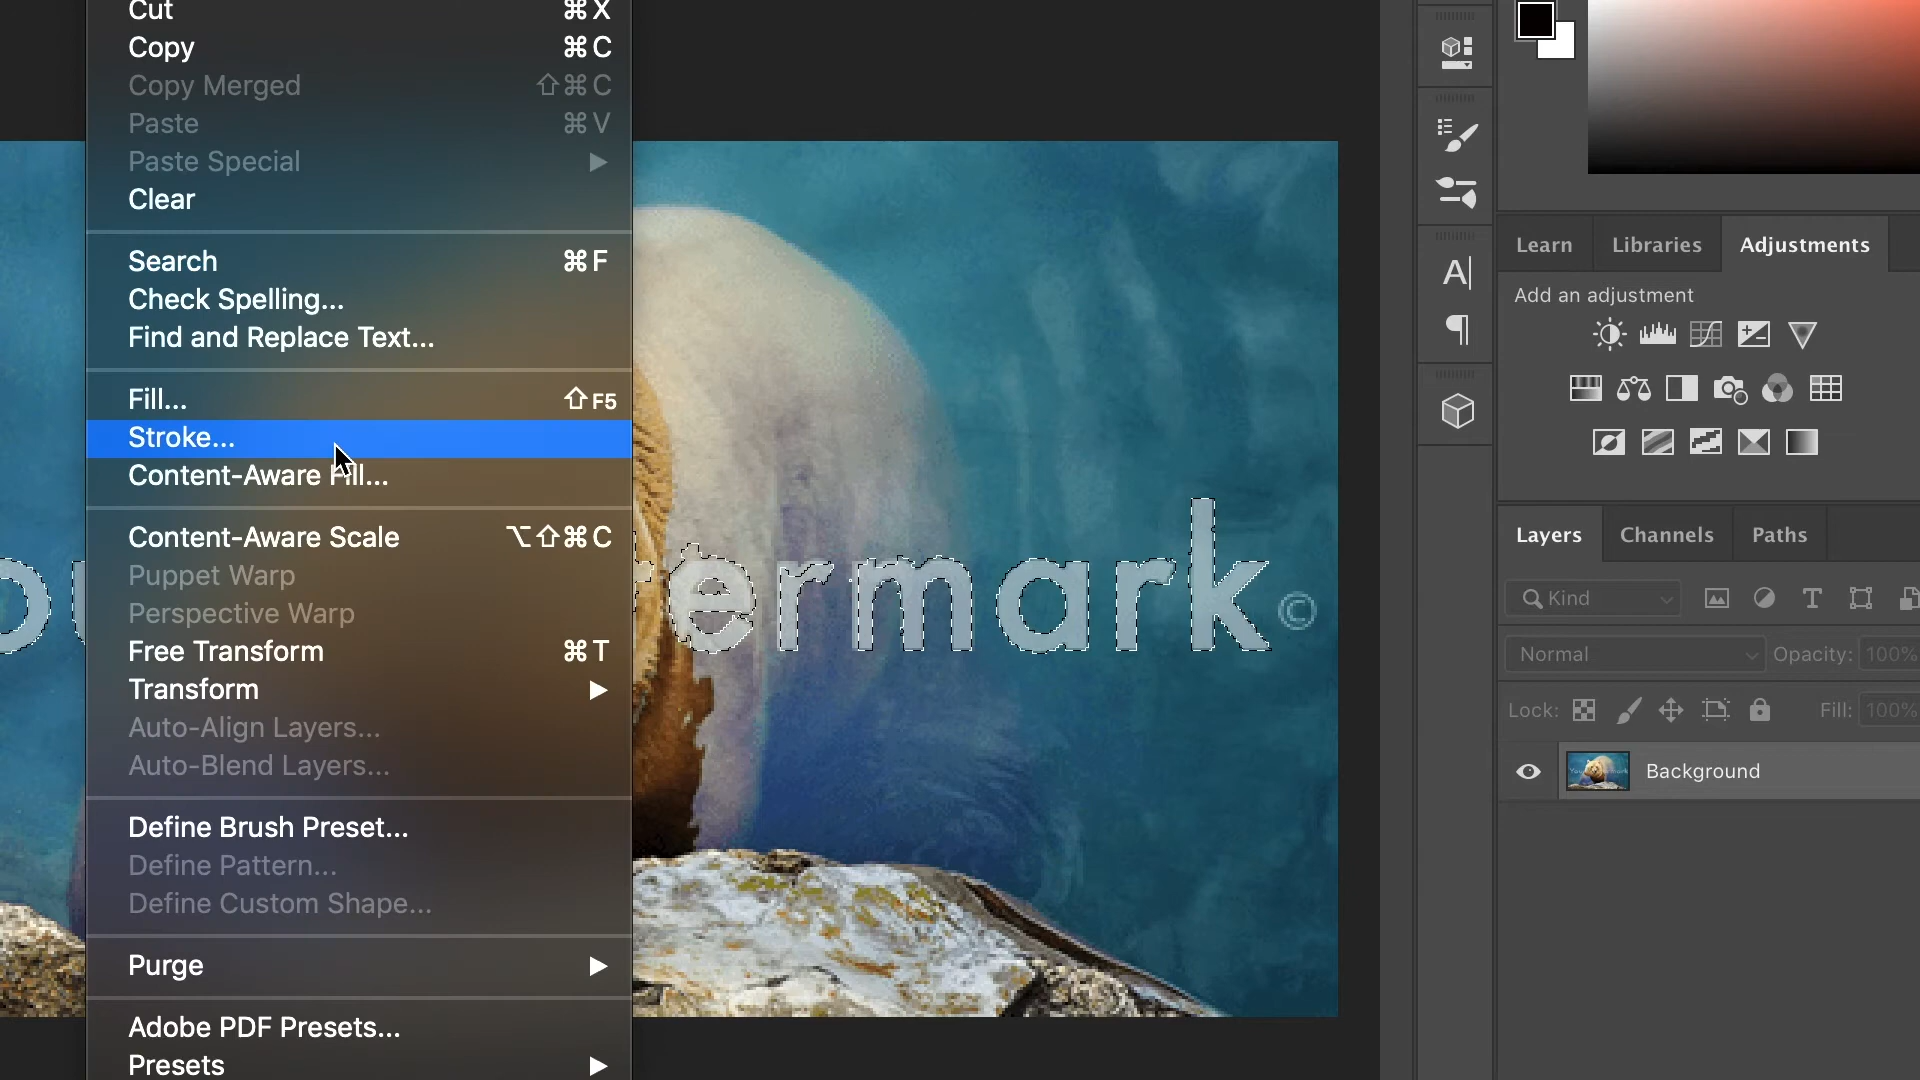 Cut ⌘X
Copy ⌘C
Copy Merged ⇧⌘C
Paste ⌘V
Paste Special ▶
Clear
Search ⌘F
Check Spelling...
Find and Replace Text...
Fill... ⇧F5
Stroke...
Content-Aware Fill...
Content-Aware Scale ⌥⇧⌘C
Puppet Warp
Perspective Warp
Free Transform ⌘T
Transform ▶
Auto-Align Layers...
Auto-Blend Layers...
Define Brush Preset...
Define Pattern...
Define Custom Shape...
Purge ▶
Adobe PDF Presets...
Presets ▶
ou termark©
Learn Libraries Adjustments
Add an adjustment
Layers Channels Paths
Kind
Normal Opacity: 100%
Lock: Fill: 100%
Background